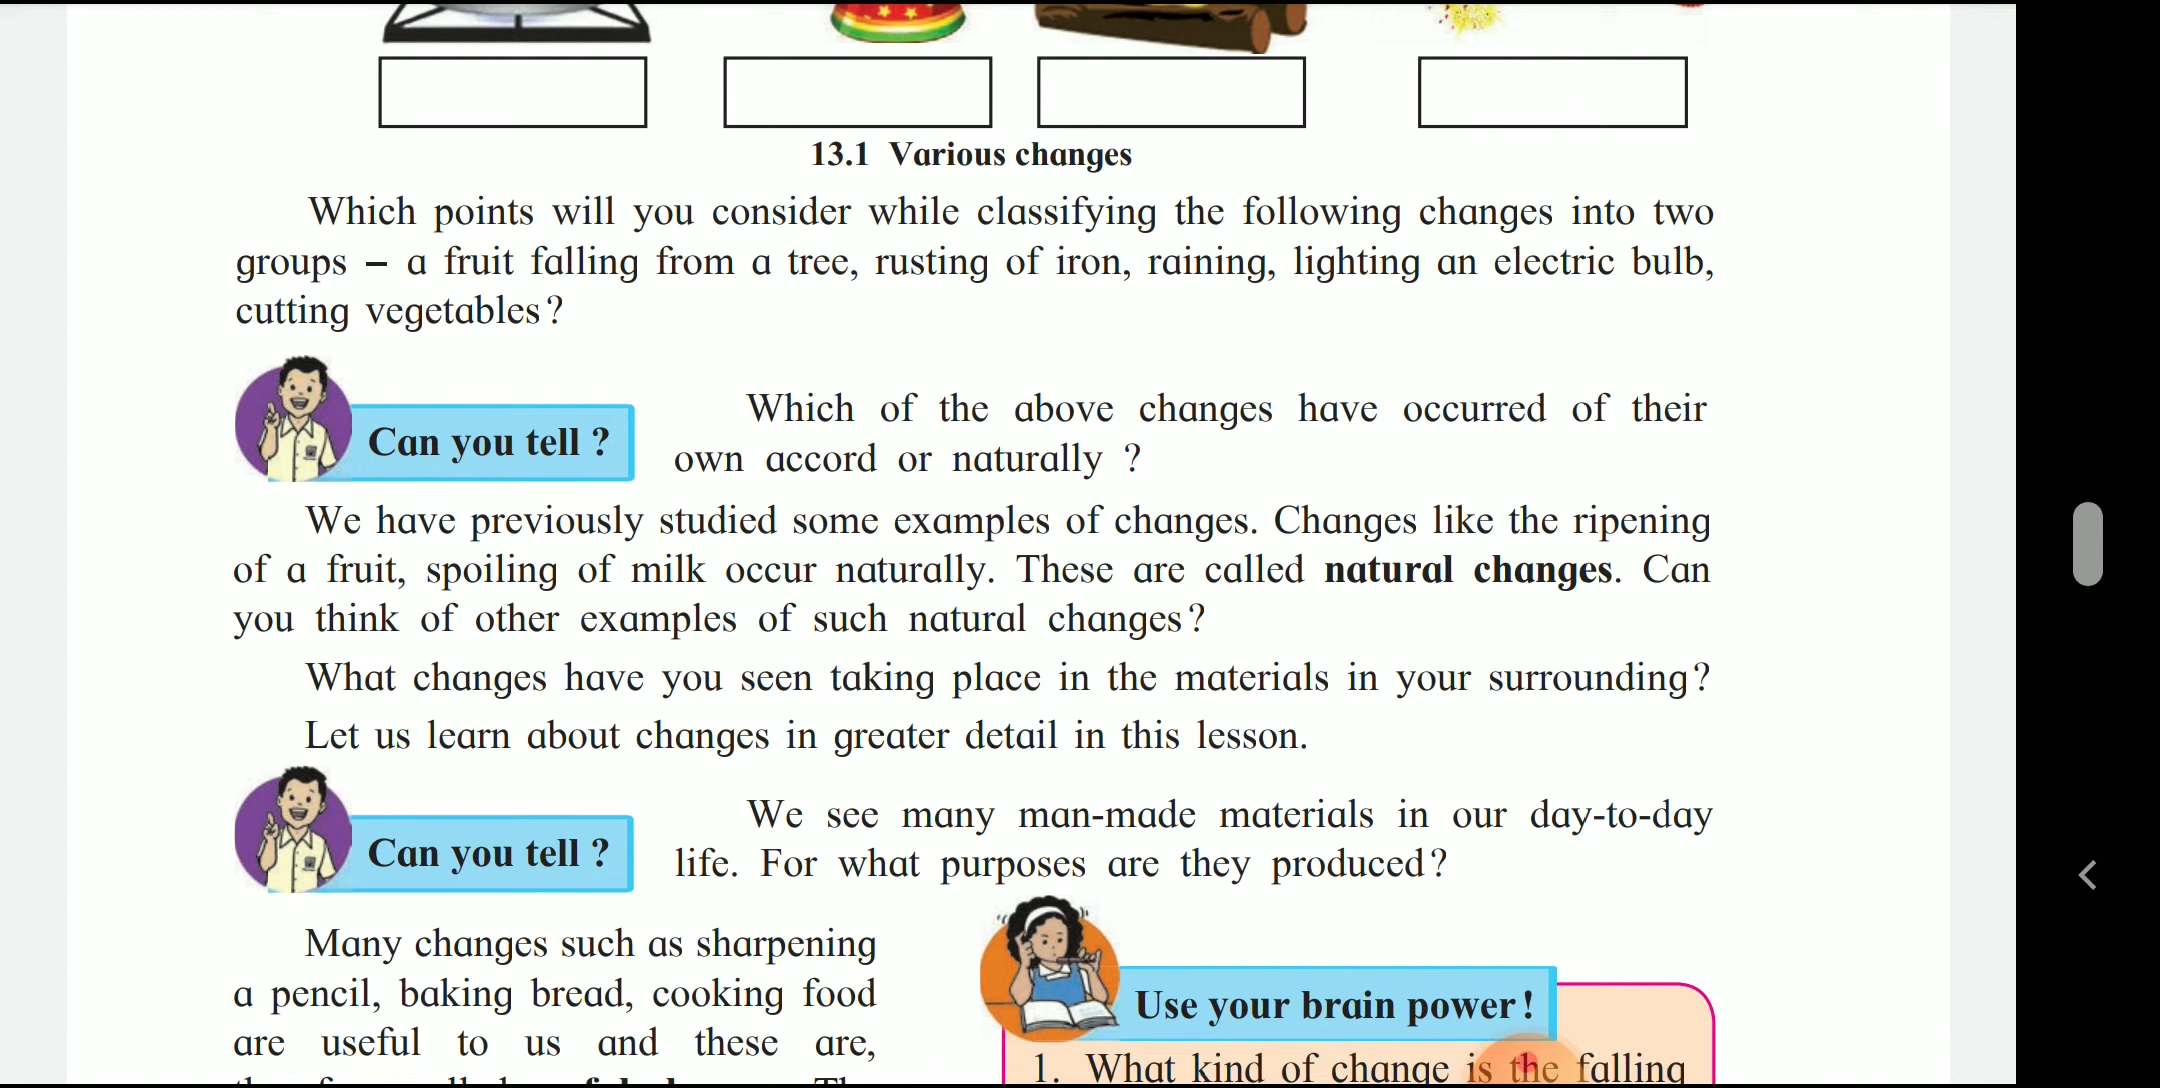 13.1 Various changes
Which points will you consider while classifying the following changes into two
groups – a fruit falling from a tree, rusting of iron, raining, lighting an electric bulb,
cutting vegetables?
Can you tell ?
Which of the above changes have occurred of their
own accord or naturally ?
We have previously studied some examples of changes. Changes like the ripening
of a fruit, spoiling of milk occur naturally. These are called natural changes. Can
you think of other examples of such natural changes?
What changes have you seen taking place in the materials in your surrounding?
Let us learn about changes in greater detail in this lesson.
Can you tell ?
We see many man-made materials in our day-to-day
life. For what purposes are they produced?
Many changes such as sharpening
a pencil, baking bread, cooking food
are useful to us and these are,
Use your brain power!
1. What kind of change is the falling